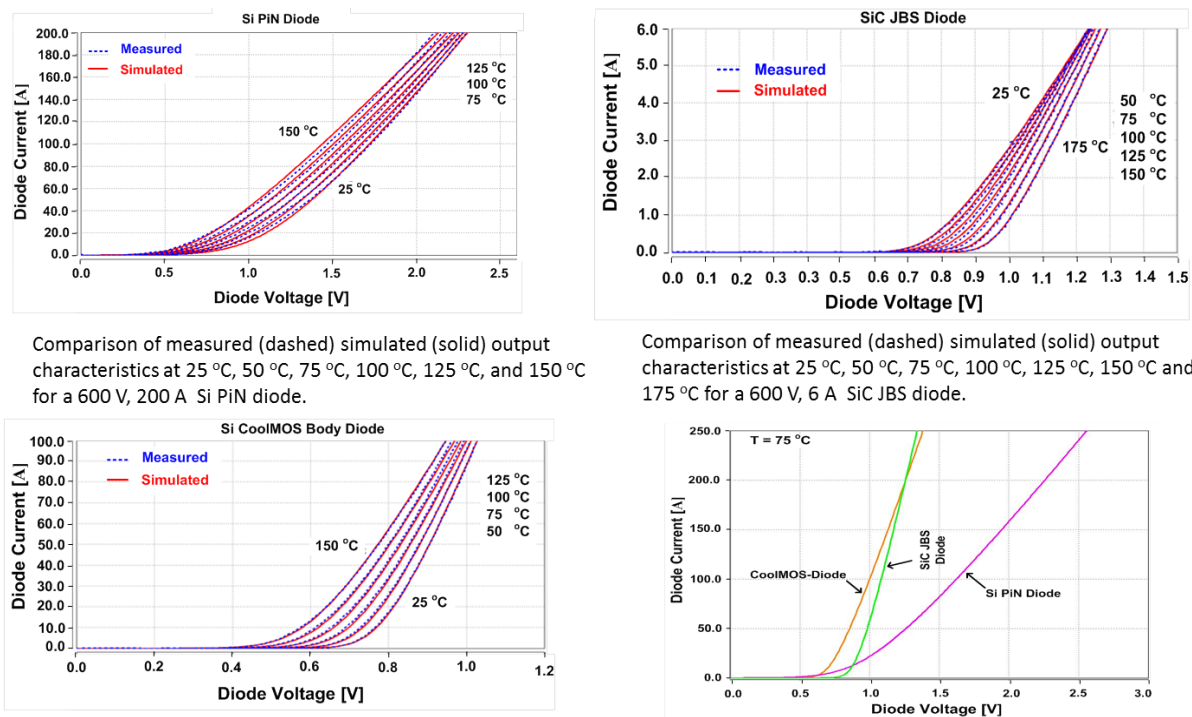 Si PiN Diode
Diode Current [A]
200.0
180.0
160.0
140.0
120.0
100.0
80.0
60.0
40.0
20.0
0.0
Measured
Simulated
125 °C
100 °C
75 °C
150 °C
25 °C
0.0 0.5 1.0 1.5 2.0 2.5
Diode Voltage [V]
Comparison of measured (dashed) simulated (solid) output
characteristics at 25 °C, 50 °C, 75 °C, 100 °C, 125 °C, and 150 °C
for a 600 V, 200 A Si PiN diode.
SiC JBS Diode
Diode Current [A]
6.0
5.0
4.0
3.0
2.0
1.0
0.0
Measured
Simulated
25 °C
175 °C
50 °C
75 °C
100 °C
125 °C
150 °C
0.0 0.1 0.2 0.3 0.4 0.5 0.6 0.7 0.8 0.9 1.0 1.1 1.2 1.3 1.4 1.5
Diode Voltage [V]
Comparison of measured (dashed) simulated (solid) output
characteristics at 25 °C, 50 °C, 75 °C, 100 °C, 125 °C, 150 °C and
175 °C for a 600 V, 6 A SiC JBS diode.
Si CoolMOS Body Diode
Diode Current [A]
100.0
90.0
80.0
70.0
60.0
50.0
40.0
30.0
20.0
10.0
0.0
Measured
Simulated
125 °C
100 °C
75 °C
50 °C
150 °C
25 °C
0.0 0.2 0.4 0.6 0.8 1.0 1.2
Diode Voltage [V]
T = 75 °C
Diode Current [A]
250.0
200.0
150.0
100.0
50.0
0.0
CoolMOS-Diode
SiC JBS
Diode
Si PiN Diode
0.0 0.5 1.0 1.5 2.0 2.5 3.0
Diode Voltage [V]